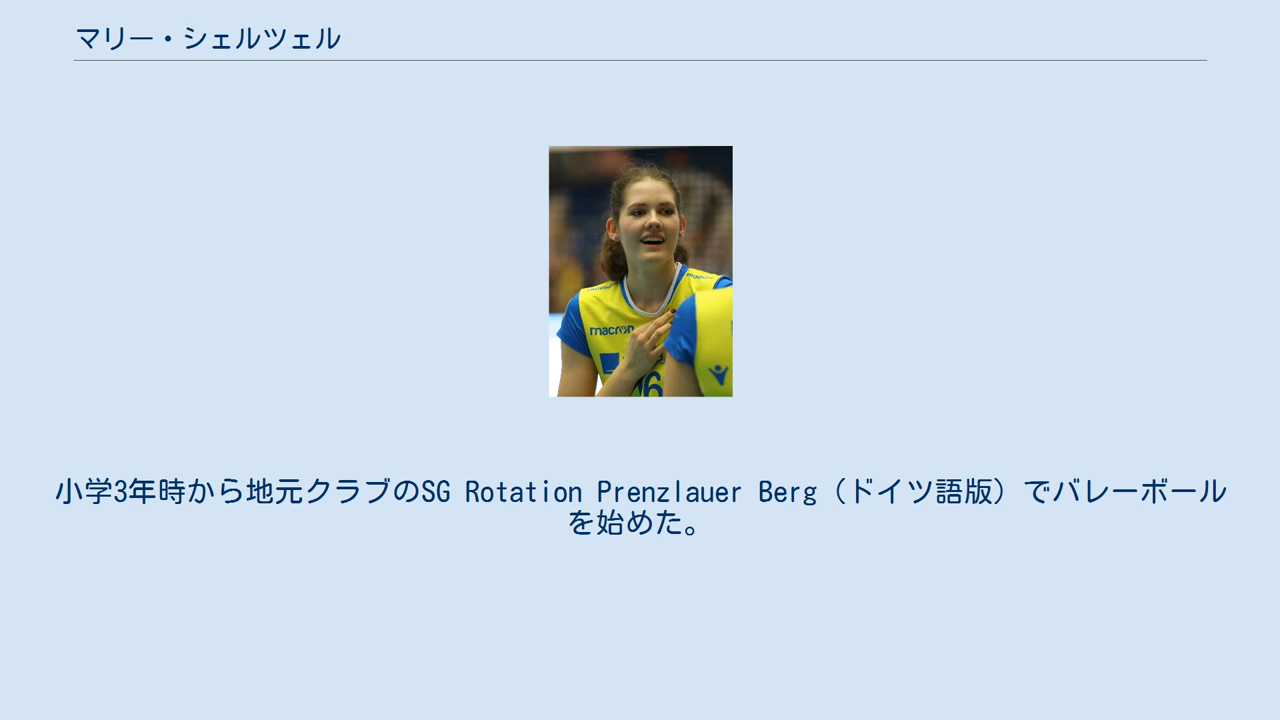 マリー・シェルツェル
macron
16
小学3年時から地元クラブのSG Rotation Prenzlauer Berg（ドイツ語版）でバレーボール
を始めた。